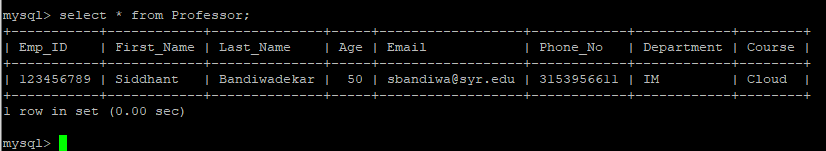 mysql> select * from Professor;
+-----------+------------+--------------+-----+-----------------+------------+------------+--------+
| Emp_ID    | First_Name | Last_Name    | Age | Email           | Phone_No   | Department | Course |
+-----------+------------+--------------+-----+-----------------+------------+------------+--------+
| 123456789 | Siddhant   | Bandiwadekar |  50 | sbandiwa@syr.edu | 3153956611 | IM         | Cloud  |
+-----------+------------+--------------+-----+-----------------+------------+------------+--------+
1 row in set (0.00 sec)
mysql>